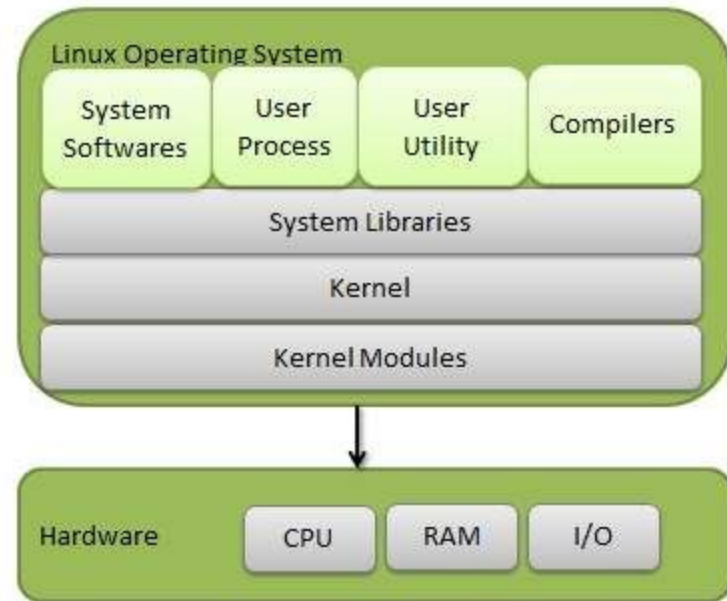 Linux Operating System
System
Softwares
User
Process
User
Utility
Compilers
System Libraries
Kernel
Kernel Modules
Hardware
CPU
RAM
I/O